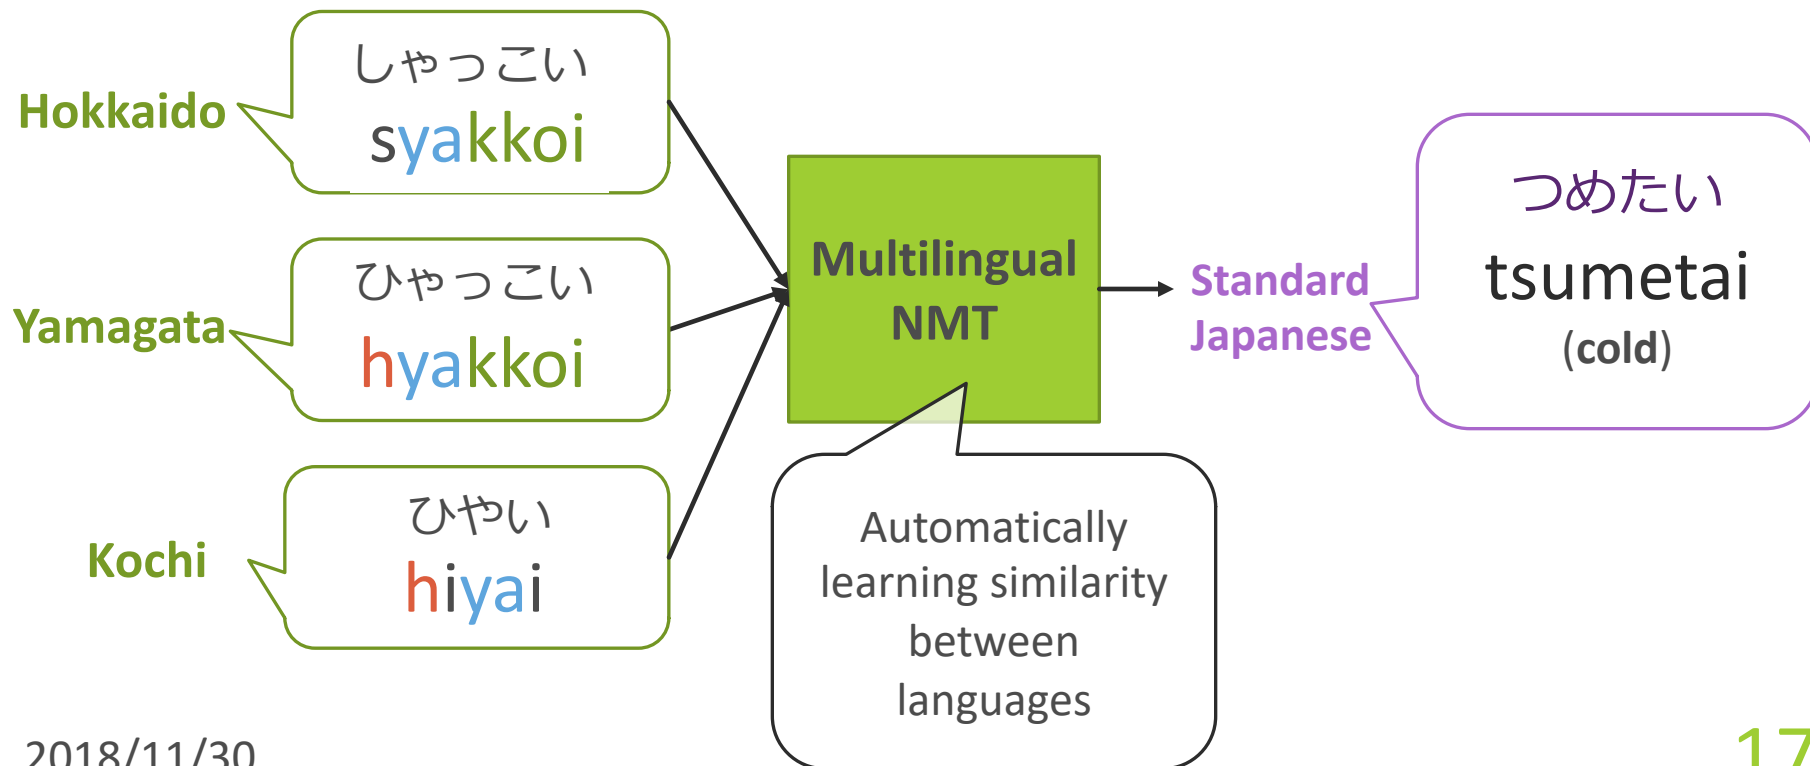 Hokkaido
しゃっこい
syakkoi
Yamagata
ひゃっこい
hyakkoi
Kochi
ひやい
hiyai
Multilingual
NMT
Automatically
learning similarity
between
languages
Standard
Japanese
つめたい
tsumetai
(cold)
2018/11/30
17